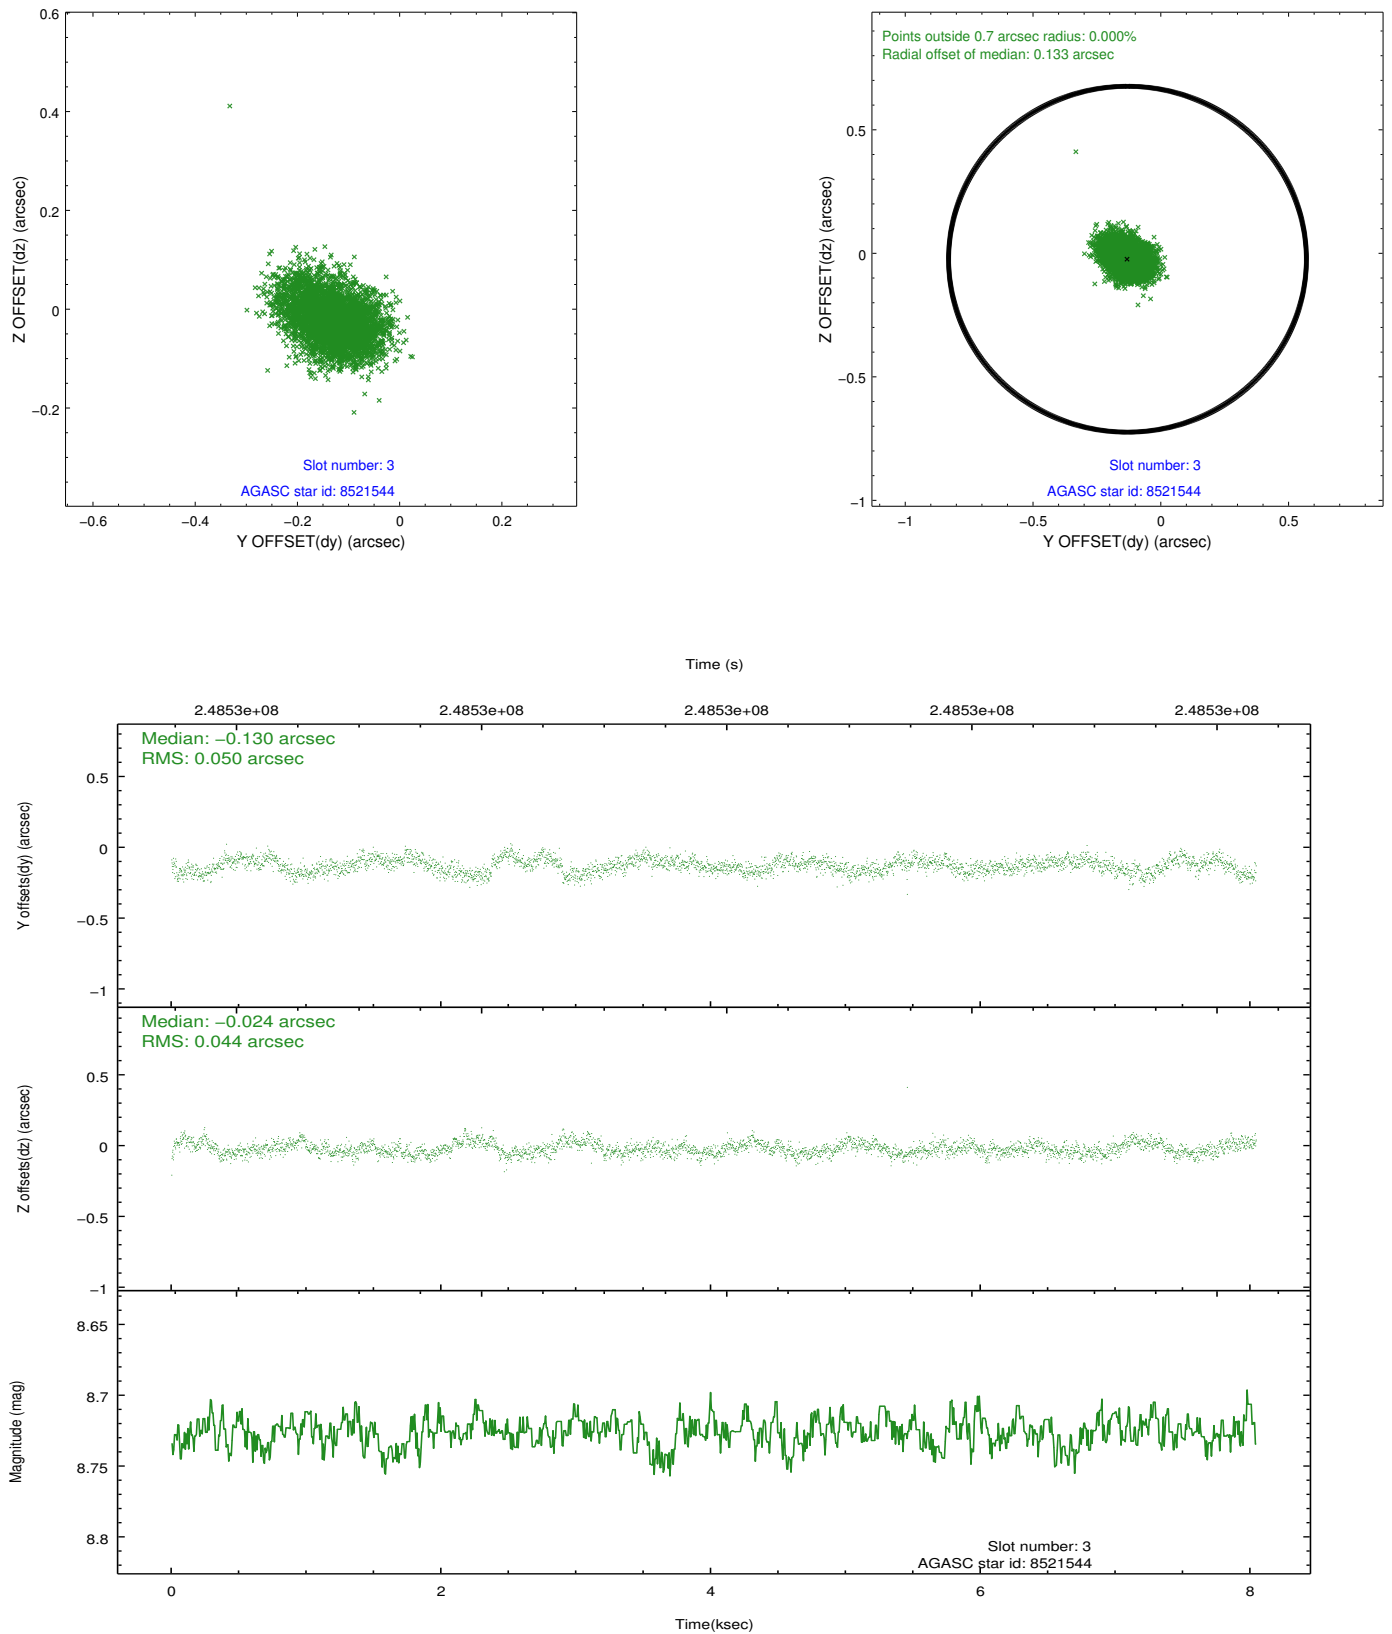 0.6
0.4
0.2
0
−0.2
Z OFFSET(dz) (arcsec)
Slot number: 3
AGASC star id: 8521544
−0.6
−0.4
−0.2
0
0.2
Y OFFSET(dy) (arcsec)
Points outside 0.7 arcsec radius: 0.000%
Radial offset of median: 0.133 arcsec
0.5
0
−0.5
−1
Z OFFSET(dz) (arcsec)
Slot number: 3
AGASC star id: 8521544
−1
−0.5
0
0.5
Y OFFSET(dy) (arcsec)
Time (s)
2.4853e+08
2.4853e+08
2.4853e+08
2.4853e+08
2.4853e+08
Median: −0.130 arcsec
RMS: 0.050 arcsec
0.5
0
−0.5
−1
Y offsets(dy) (arcsec)
Median: −0.024 arcsec
RMS: 0.044 arcsec
0.5
0
−0.5
−1
Z offsets(dz) (arcsec)
8.65
8.7
8.75
8.8
Magnitude (mag)
Slot number: 3
AGASC star id: 8521544
0
2
4
6
8
Time(ksec)